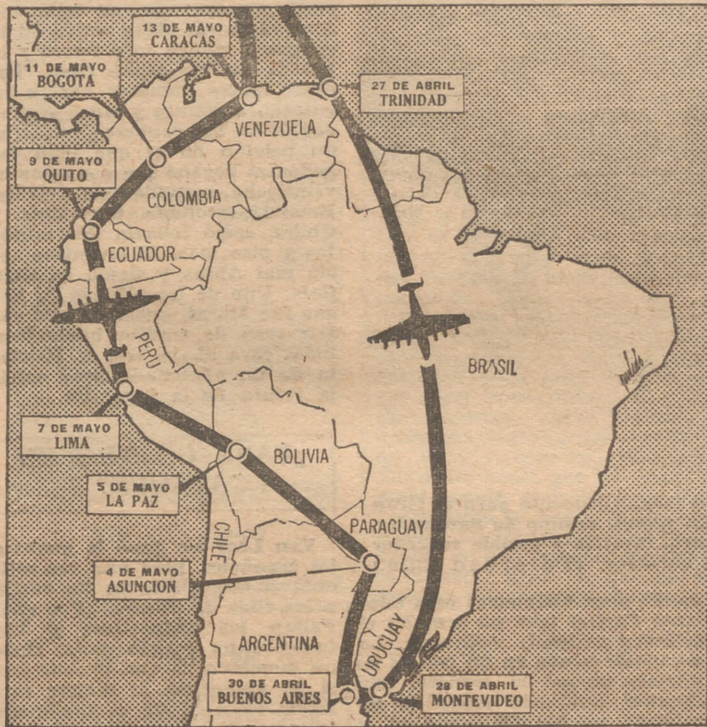 13 DE MAYO
CARACAS
11 DE MAYO
BOGOTA
27 DE ABRIL
TRINIDAD
VENEZUELA
9 DE MAYO
QUITO
COLOMBIA
ECUADOR
PERU
BRASIL
7 DE MAYO
LIMA
BOLIVIA
5 DE MAYO
LA PAZ
CHILE
PARAGUAY
4 DE MAYO
ASUNCION
ARGENTINA
URUGUAY
30 DE ABRIL
BUENOS AIRES
28 DE ABRIL
MONTEVIDEO